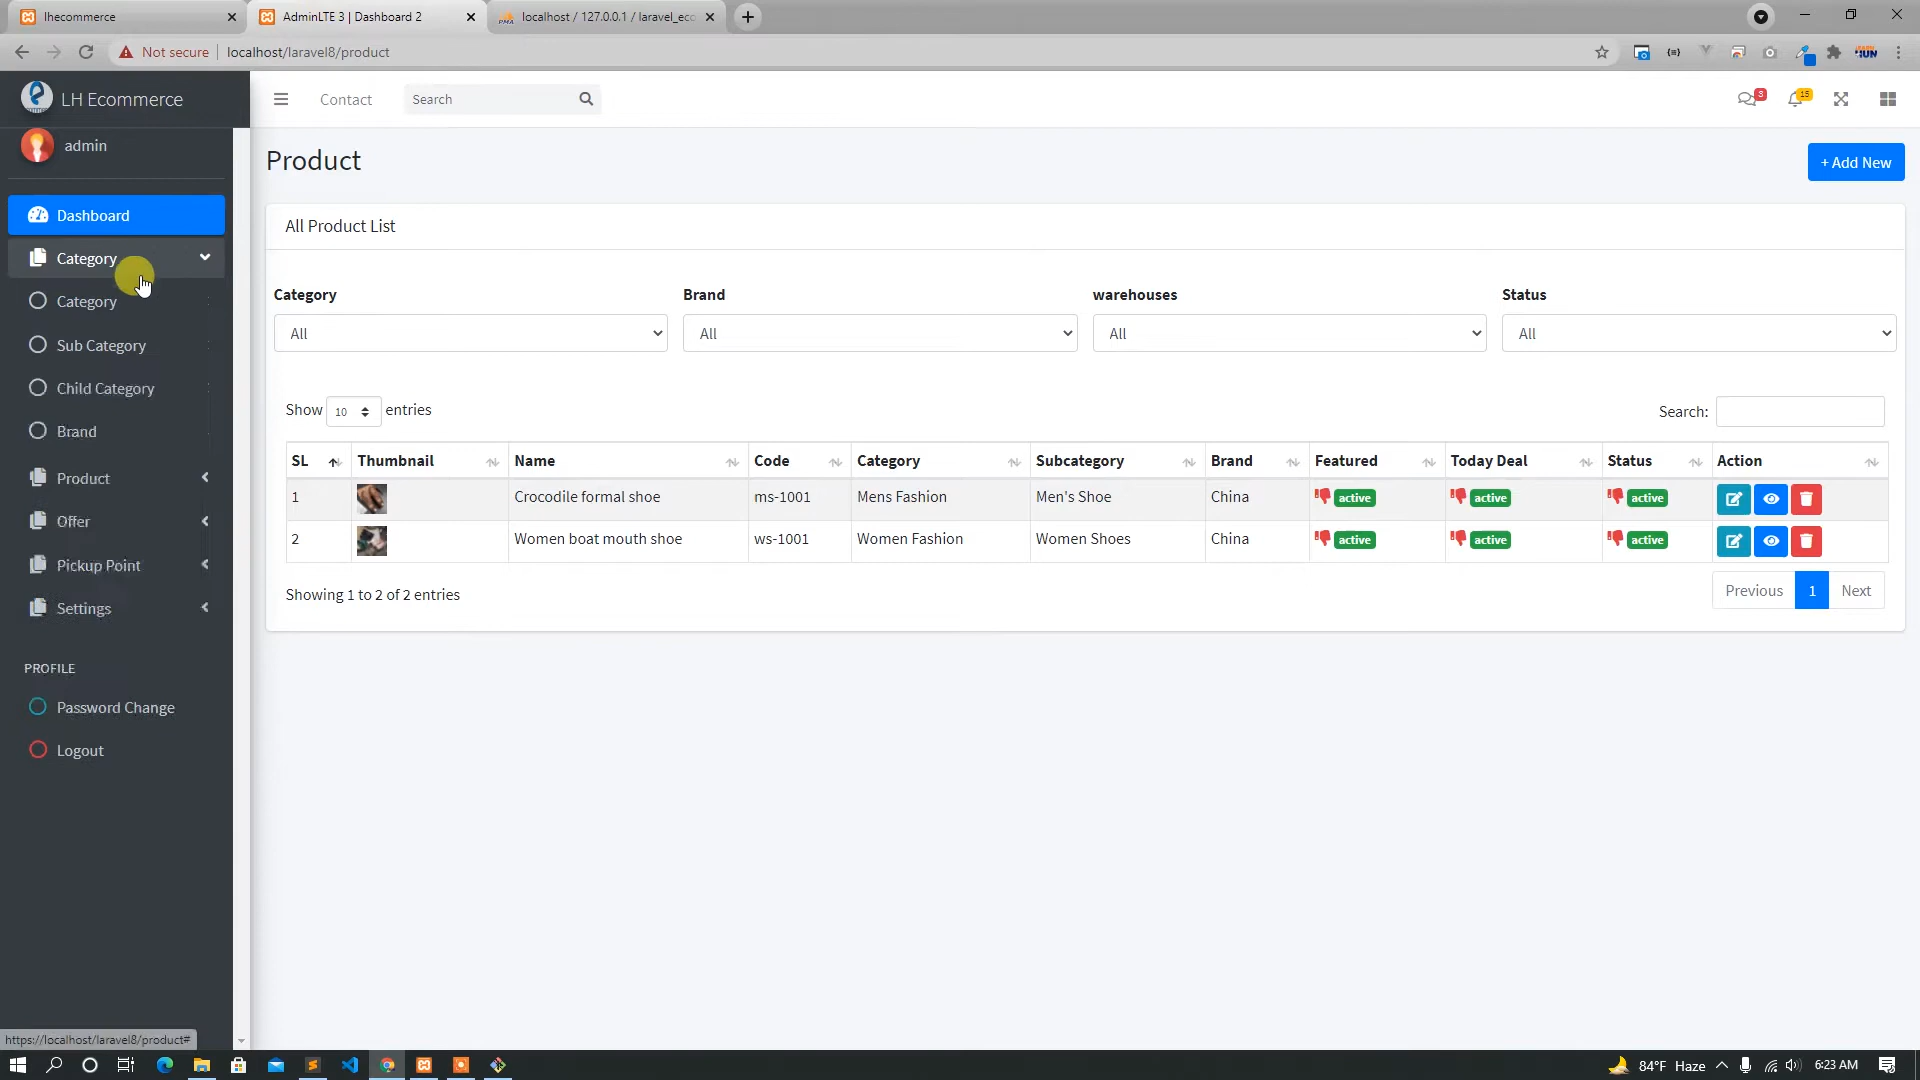 lhecommerce
AdminLTE 3 | Dashboard 2
localhost / 127.0.0.1 / laravel_eco
Not secure
localhost/laravel8/product
LH Ecommerce
Contact
Search
3
15
admin
Product
+ Add New
Dashboard
Category
Category
Sub Category
Child Category
Brand
Product
Offer
Pickup Point
Settings
PROFILE
Password Change
Logout
All Product List
Category
Brand
warehouses
Status
All
All
All
All
Show 10 entries
Search:
SL Thumbnail Name Code Category Subcategory Brand Featured Today Deal Status Action
1 Crocodile formal shoe ms-1001 Mens Fashion Men's Shoe China active active active
2 Women boat mouth shoe ws-1001 Women Fashion Women Shoes China active active active
Showing 1 to 2 of 2 entries
Previous 1 Next
https://localhost/laravel8/product#
84°F Haze
6:23 AM